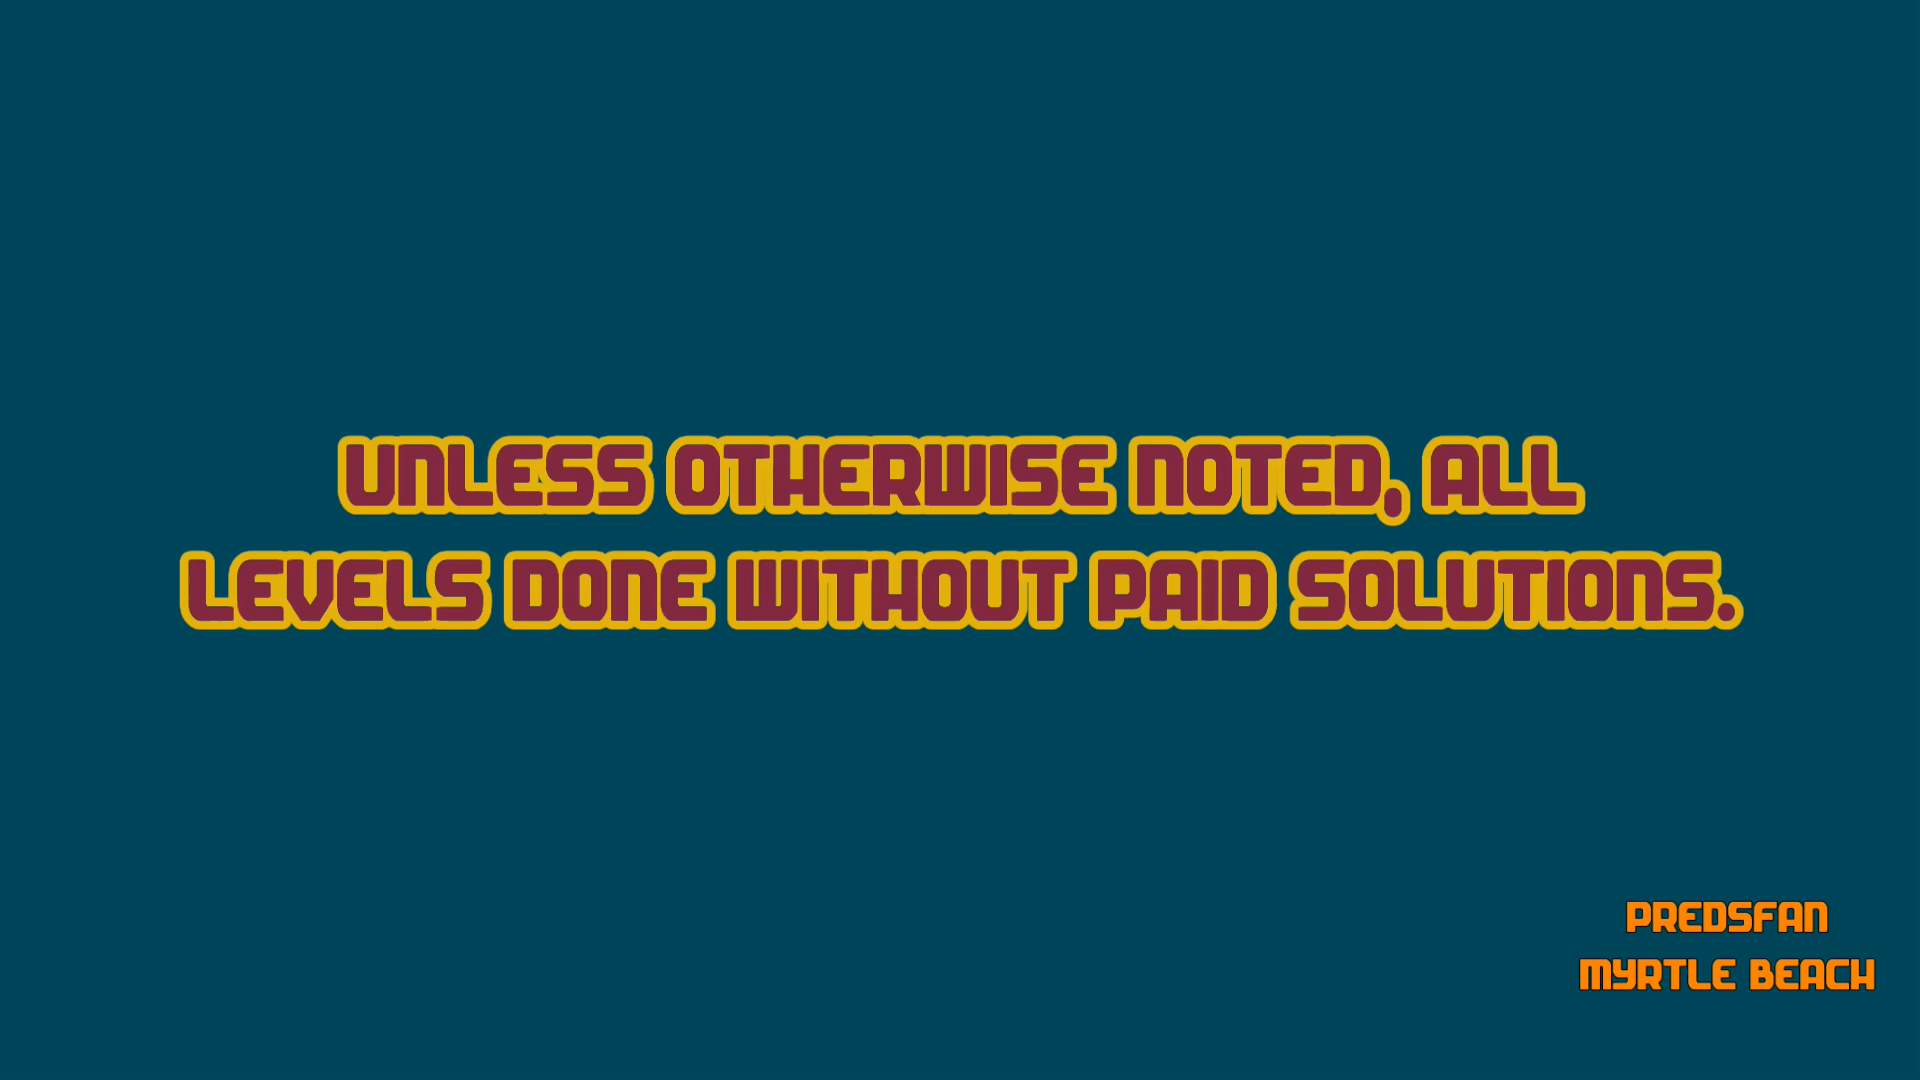 UNLESS OTHERWISE NOTED, ALL
LEVELS DONE WITHOUT PAID SOLUTIONS.
PREDSFAN
MYRTLE BEACH